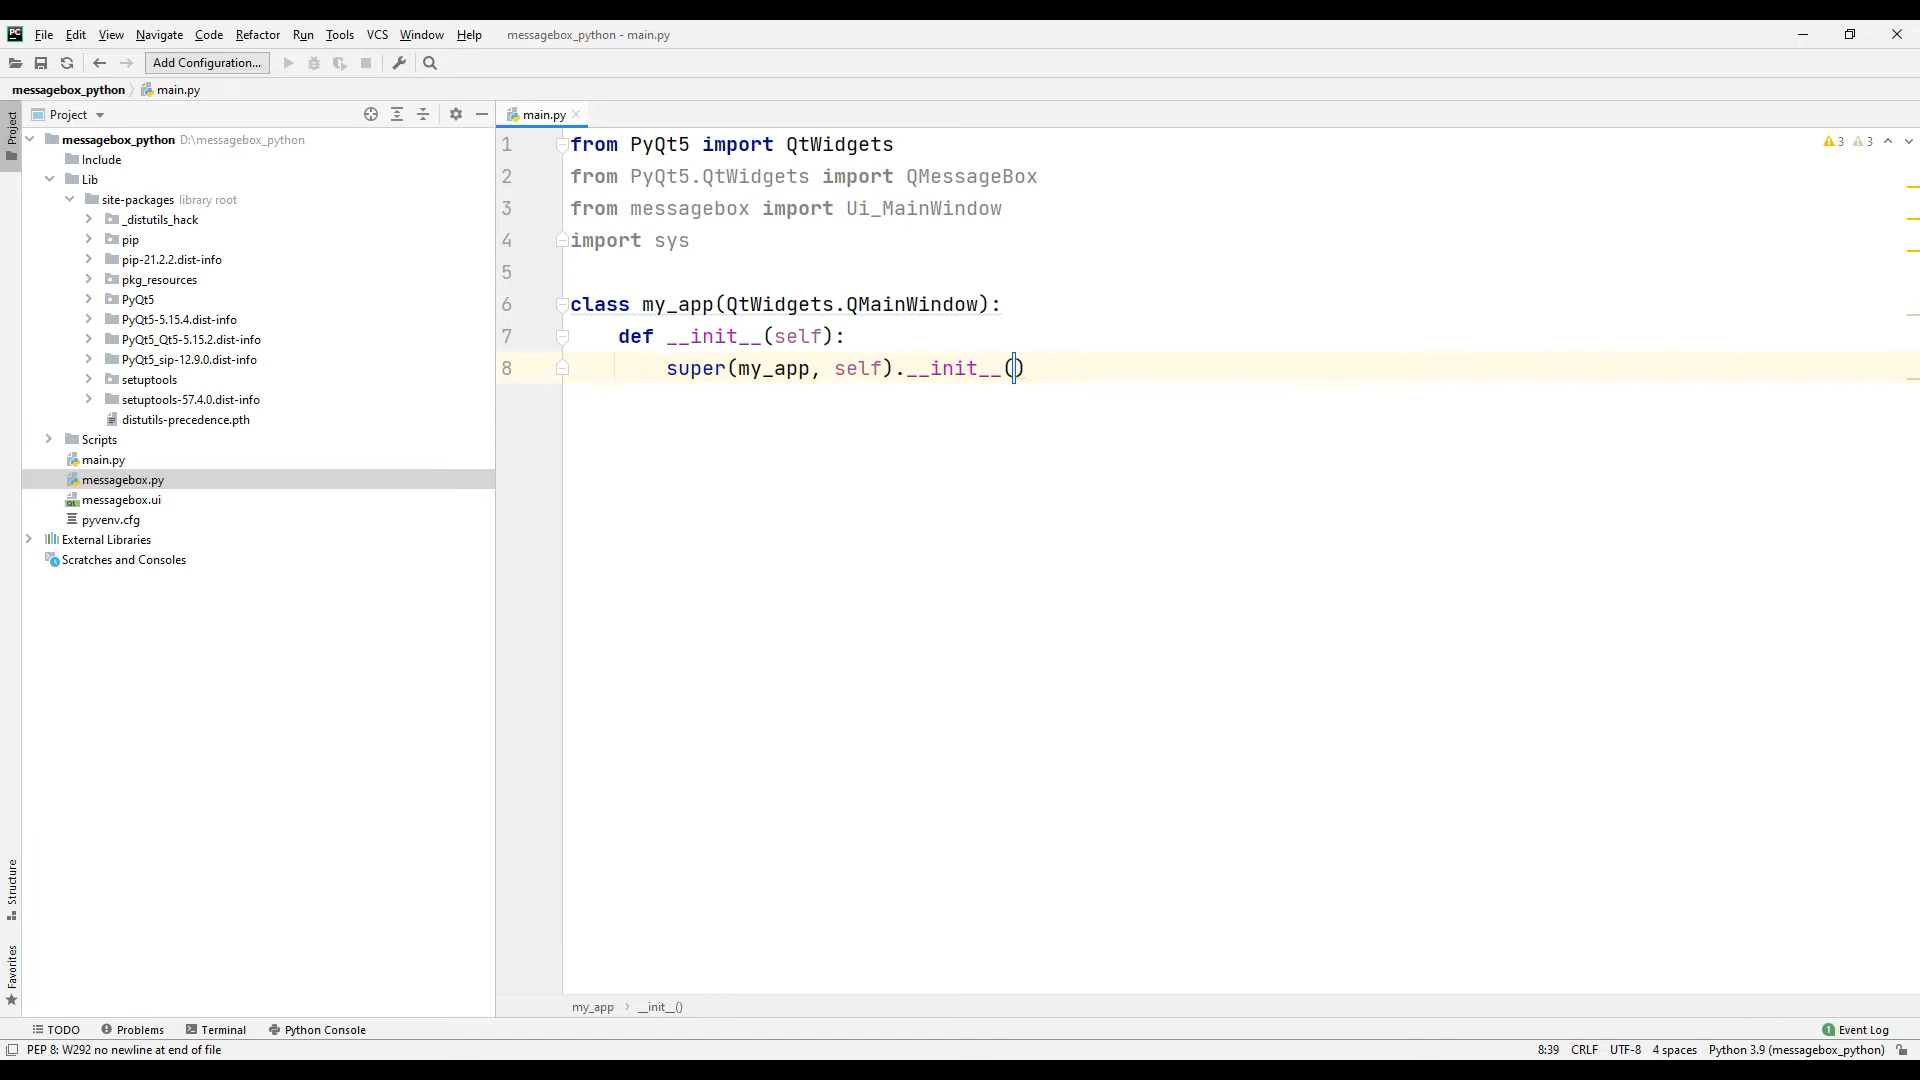 PC File Edit View Navigate Code Refactor Run Tools VCS Window Help messagebox_python - main.py
Add Configuration...
messagebox_python main.py
Project
Project
main.py
messagebox_python D:\messagebox_python
Include
Lib
site-packages library root
_distutils_hack
pip
pip-21.2.2.dist-info
pkg_resources
PyQt5
PyQt5-5.15.4.dist-info
PyQt5_Qt5-5.15.2.dist-info
PyQt5_sip-12.9.0.dist-info
setuptools
setuptools-57.4.0.dist-info
distutils-precedence.pth
Scripts
main.py
messagebox.py
messagebox.ui
pyvenv.cfg
External Libraries
Scratches and Consoles
1 from PyQt5 import QtWidgets
2 from PyQt5.QtWidgets import QMessageBox
3 from messagebox import Ui_MainWindow
4 import sys
5
6 class my_app(QtWidgets.QMainWindow):
7 def __init__(self):
8 super(my_app, self).__init__()
3 3
Structure
Favorites
my_app __init__()
TODO Problems Terminal Python Console 1 Event Log
PEP 8: W292 no newline at end of file 8:39 CRLF UTF-8 4 spaces Python 3.9 (messagebox_python)